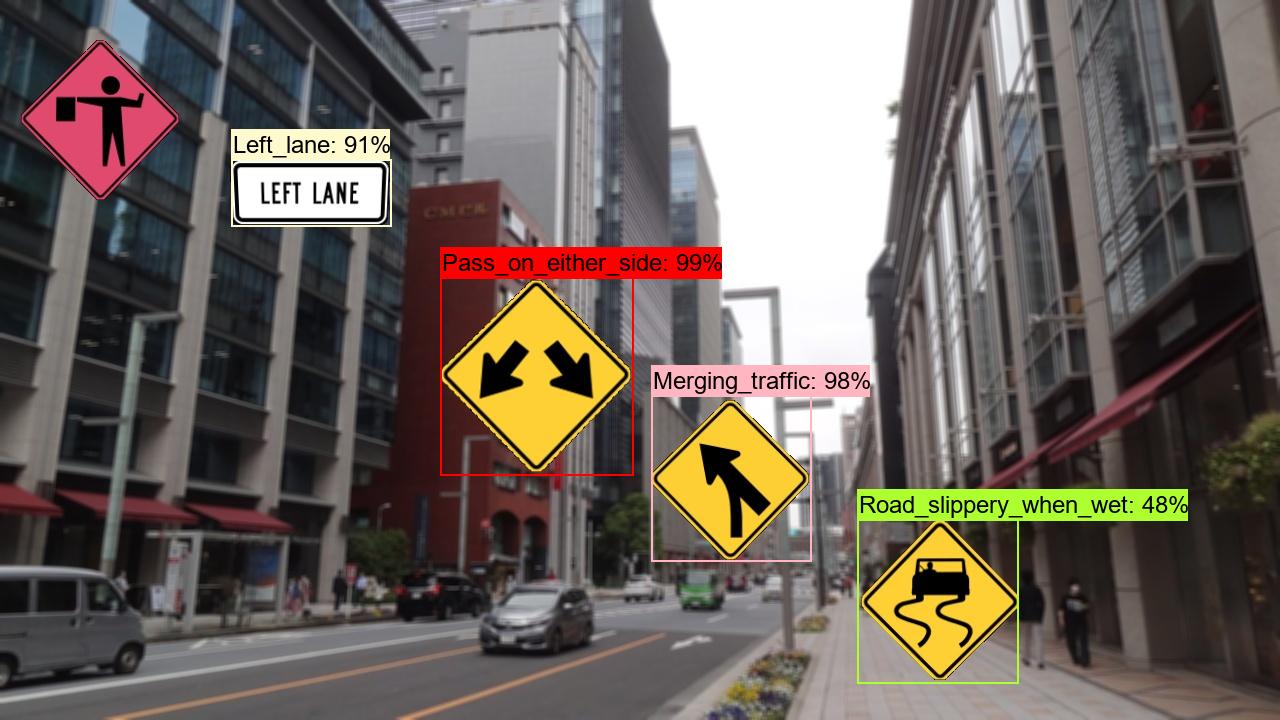 Left_lane: 91%
LEFT LANE
Pass_on_either_side: 99%
Merging_traffic: 98%
Road_slippery_when_wet: 48%